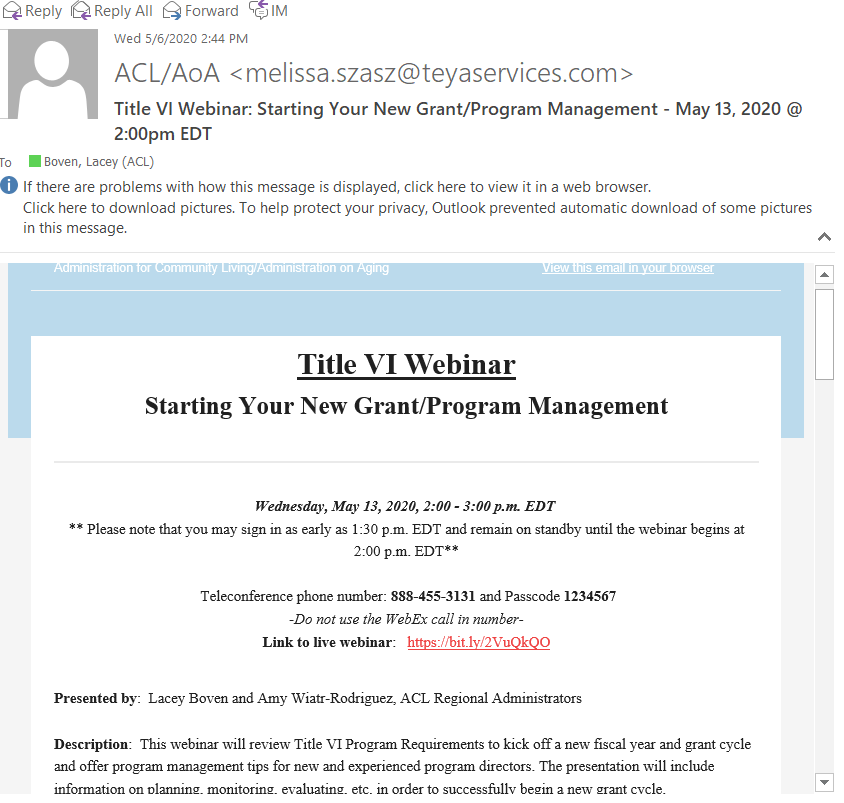 Reply Reply All Forward IM
Wed 5/6/2020 2:44 PM
ACL/AoA <melissa.szasz@teyaservices.com>
Title VI Webinar: Starting Your New Grant/Program Management - May 13, 2020 @
2:00pm EDT
To Boven, Lacey (ACL)
If there are problems with how this message is displayed, click here to view it in a web browser.
Click here to download pictures. To help protect your privacy, Outlook prevented automatic download of some pictures
in this message.
Administration for Community Living/Administration on Aging View this email in your browser
Title VI Webinar
Starting Your New Grant/Program Management
Wednesday, May 13, 2020, 2:00 - 3:00 p.m. EDT
** Please note that you may sign in as early as 1:30 p.m. EDT and remain on standby until the webinar begins at
2:00 p.m. EDT**
Teleconference phone number: 888-455-3131 and Passcode 1234567
-Do not use the WebEx call in number-
Link to live webinar: https://bit.ly/2VuQkQO
Presented by: Lacey Boven and Amy Wiatr-Rodriguez, ACL Regional Administrators
Description: This webinar will review Title VI Program Requirements to kick off a new fiscal year and grant cycle
and offer program management tips for new and experienced program directors. The presentation will include
information on planning, monitoring, evaluating, etc. in order to successfully begin a new grant cycle.